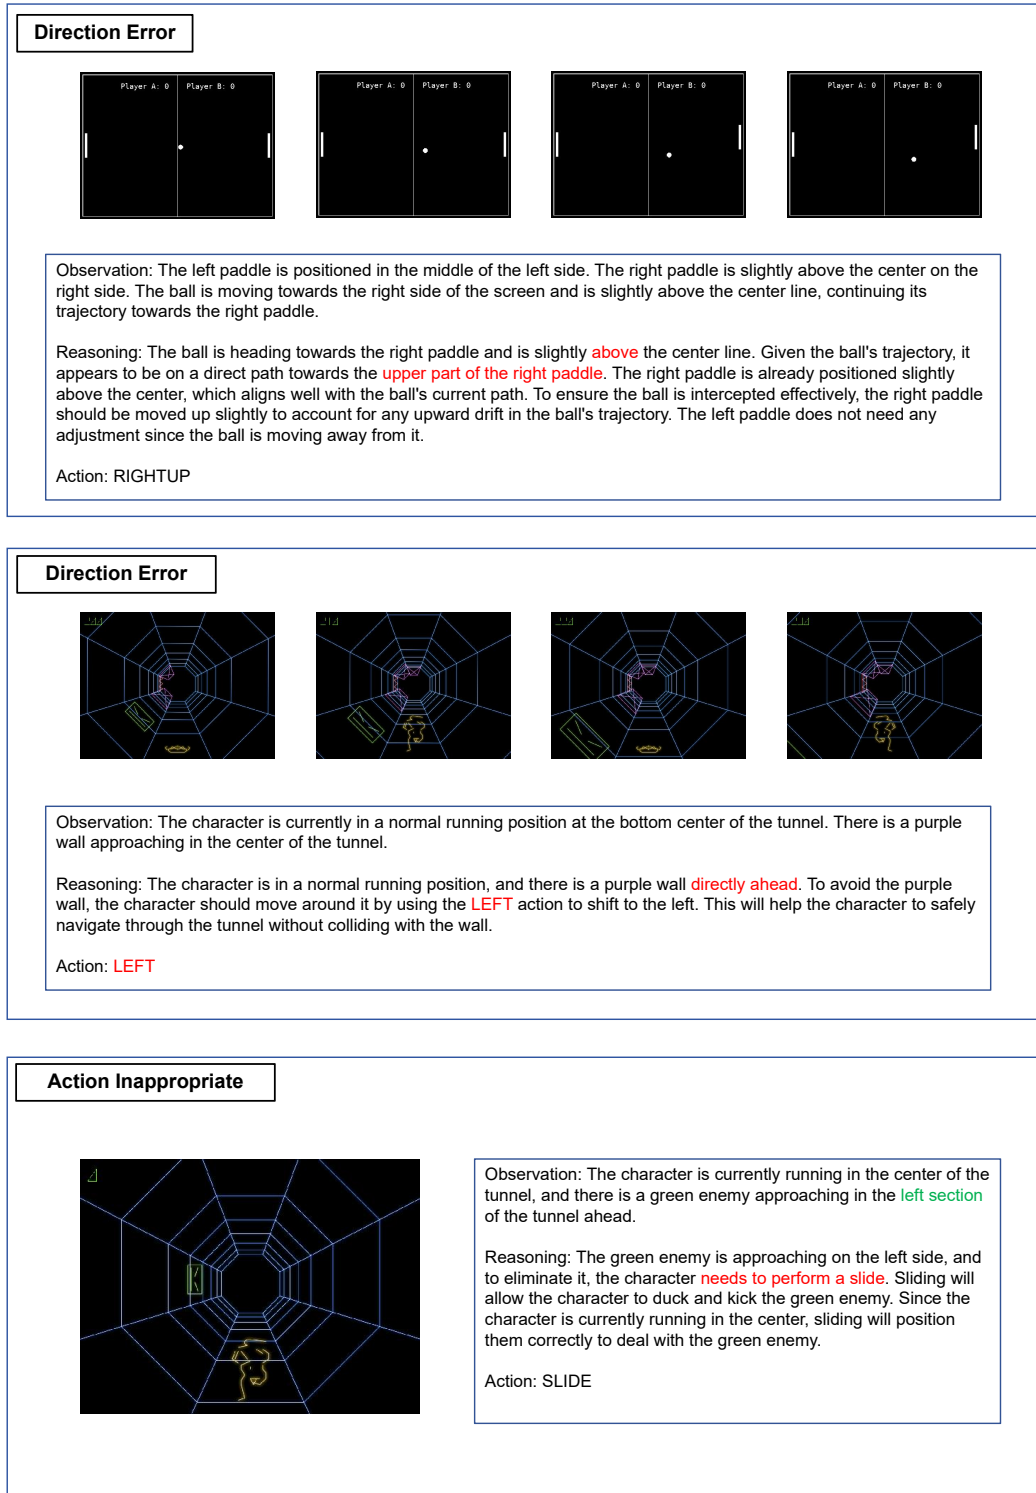 Direction Error
Player A: 0 Player B: 0
Player A: 0 Player B: 0
Player A: 0 Player B: 0
Player A: 0 Player B: 0
Observation: The left paddle is positioned in the middle of the left side. The right paddle is slightly above the center on the
right side. The ball is moving towards the right side of the screen and is slightly above the center line, continuing its
trajectory towards the right paddle.
Reasoning: The ball is heading towards the right paddle and is slightly above the center line. Given the ball's trajectory, it
appears to be on a direct path towards the upper part of the right paddle. The right paddle is already positioned slightly
above the center, which aligns well with the ball's current path. To ensure the ball is intercepted effectively, the right paddle
should be moved up slightly to account for any upward drift in the ball's trajectory. The left paddle does not need any
adjustment since the ball is moving away from it.
Action: RIGHTUP
Direction Error
Observation: The character is currently in a normal running position at the bottom center of the tunnel. There is a purple
wall approaching in the center of the tunnel.
Reasoning: The character is in a normal running position, and there is a purple wall directly ahead. To avoid the purple
wall, the character should move around it by using the LEFT action to shift to the left. This will help the character to safely
navigate through the tunnel without colliding with the wall.
Action: LEFT
Action Inappropriate
Observation: The character is currently running in the center of the
tunnel, and there is a green enemy approaching in the left section
of the tunnel ahead.
Reasoning: The green enemy is approaching on the left side, and
to eliminate it, the character needs to perform a slide. Sliding will
allow the character to duck and kick the green enemy. Since the
character is currently running in the center, sliding will position
them correctly to deal with the green enemy.
Action: SLIDE